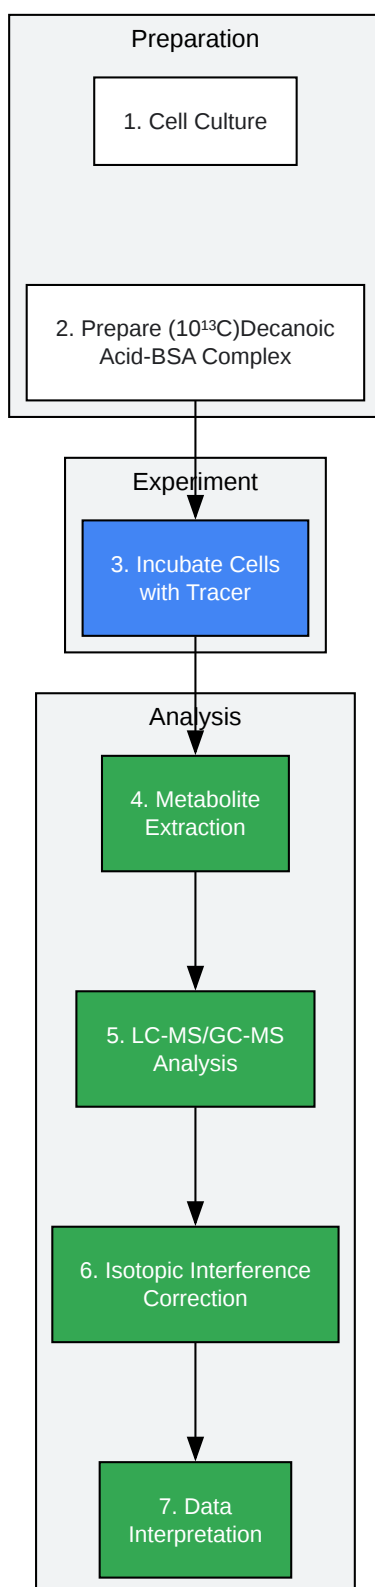 Preparation
1. Cell Culture
2. Prepare (10¹³C)Decanoic
Acid-BSA Complex
Experiment
3. Incubate Cells
with Tracer
Analysis
4. Metabolite
Extraction
5. LC-MS/GC-MS
Analysis
6. Isotopic Interference
Correction
7. Data
Interpretation